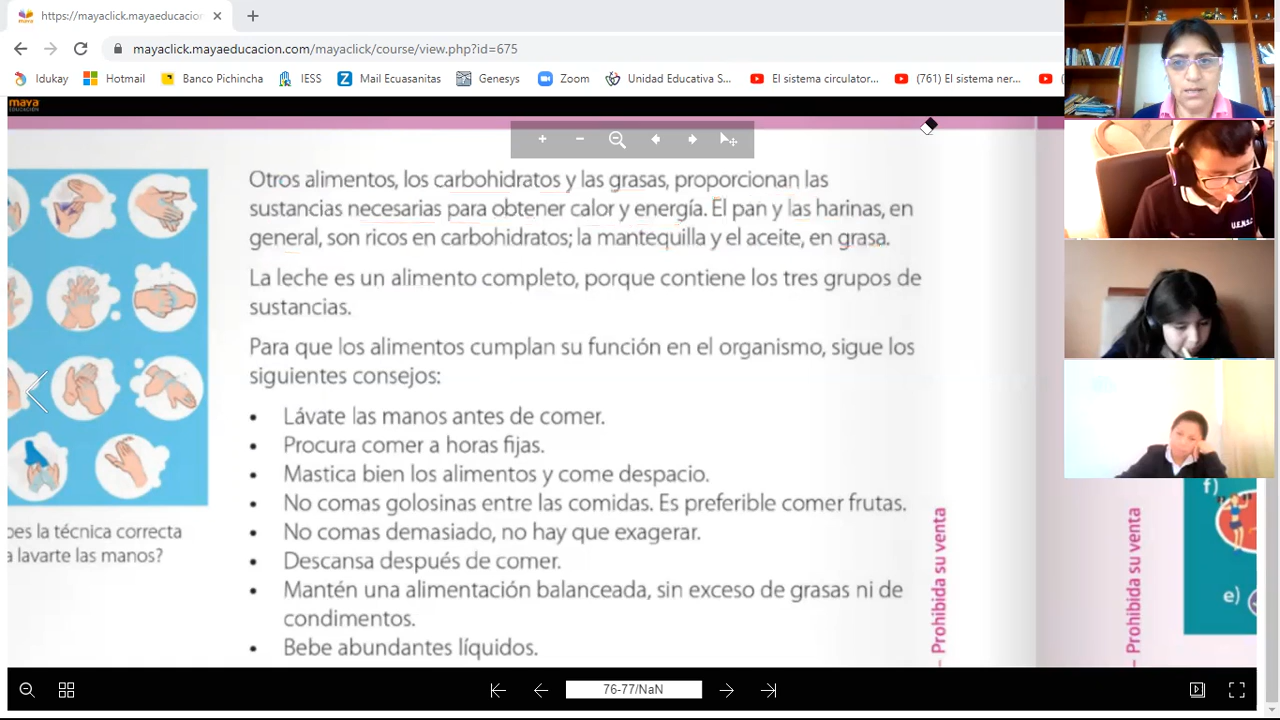 https://mayaclick.mayaeducacion
mayaclick.mayaeducacion.com/mayaclick/course/view.php?id=675
Idukay
Hotmail
Banco Pichincha
IESS
Mail Ecuasanitas
Genesys
Zoom
Unidad Educativa S...
El sistema circulator...
(761) El sistema ner...
maya
EDUCACIÓN
Otros alimentos, los carbohidratos y las grasas, proporcionan las
sustancias necesarias para obtener calor y energía. El pan y las harinas, en
general, son ricos en carbohidratos; la mantequilla y el aceite, en grasa.
La leche es un alimento completo, porque contiene los tres grupos de
sustancias.
Para que los alimentos cumplan su función en el organismo, sigue los
siguientes consejos:
• Lávate las manos antes de comer.
• Procura comer a horas fijas.
• Mastica bien los alimentos y come despacio.
• No comas golosinas entre las comidas. Es preferible comer frutas.
• No comas demasiado, no hay que exagerar.
• Descansa después de comer.
• Mantén una alimentación balanceada, sin exceso de grasas ni de
condimentos.
• Bebe abundantes líquidos.
bes la técnica correcta
a lavarte las manos?
– Prohibida su venta
– Prohibida su venta
f)
e)
U.E.N.S.C
76-77/NaN